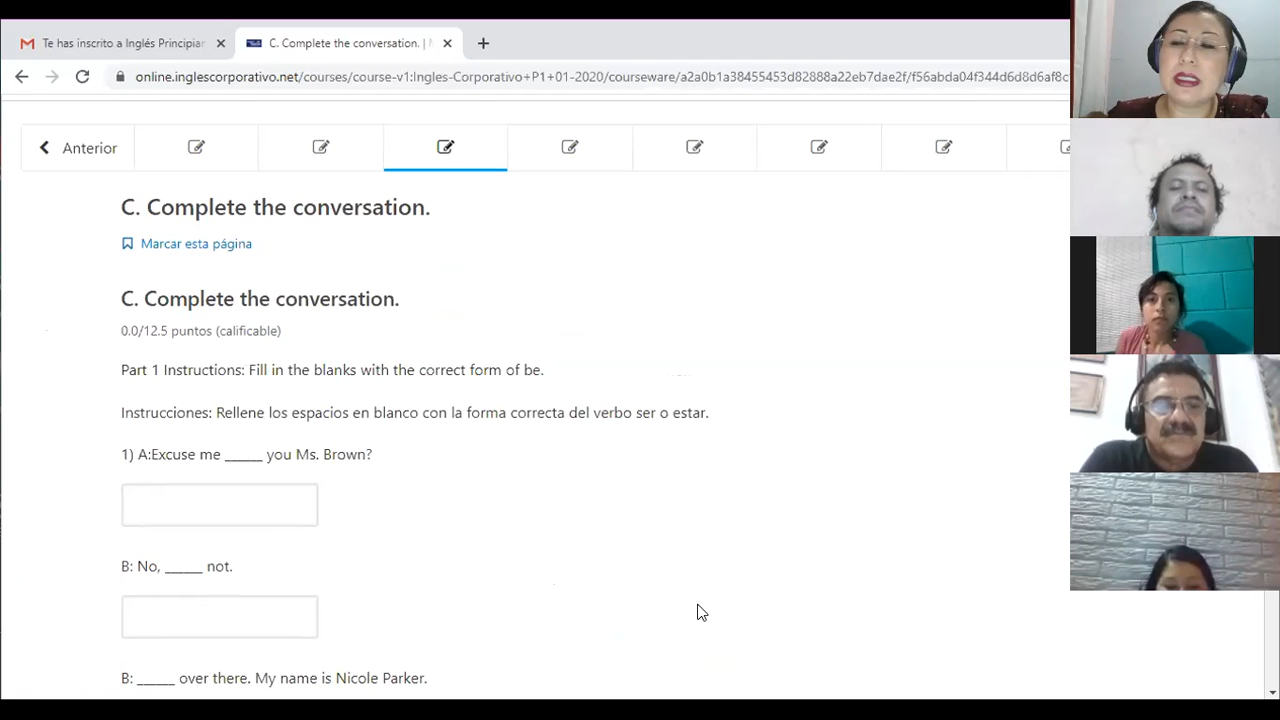 Te has inscrito a Inglés Principian
C. Complete the conversation. |
online.inglescorporativo.net/courses/course-v1:Ingles-Corporativo+P1+01-2020/courseware/a2a0b1a38455453d82888a22eb7dae2f/f56abda04f344d6d8d6af8c
Anterior
C. Complete the conversation.
Marcar esta página
C. Complete the conversation.
0.0/12.5 puntos (calificable)
Part 1 Instructions: Fill in the blanks with the correct form of be.
Instrucciones: Rellene los espacios en blanco con la forma correcta del verbo ser o estar.
1) A:Excuse me ______ you Ms. Brown?
B: No, ______ not.
B: ______ over there. My name is Nicole Parker.